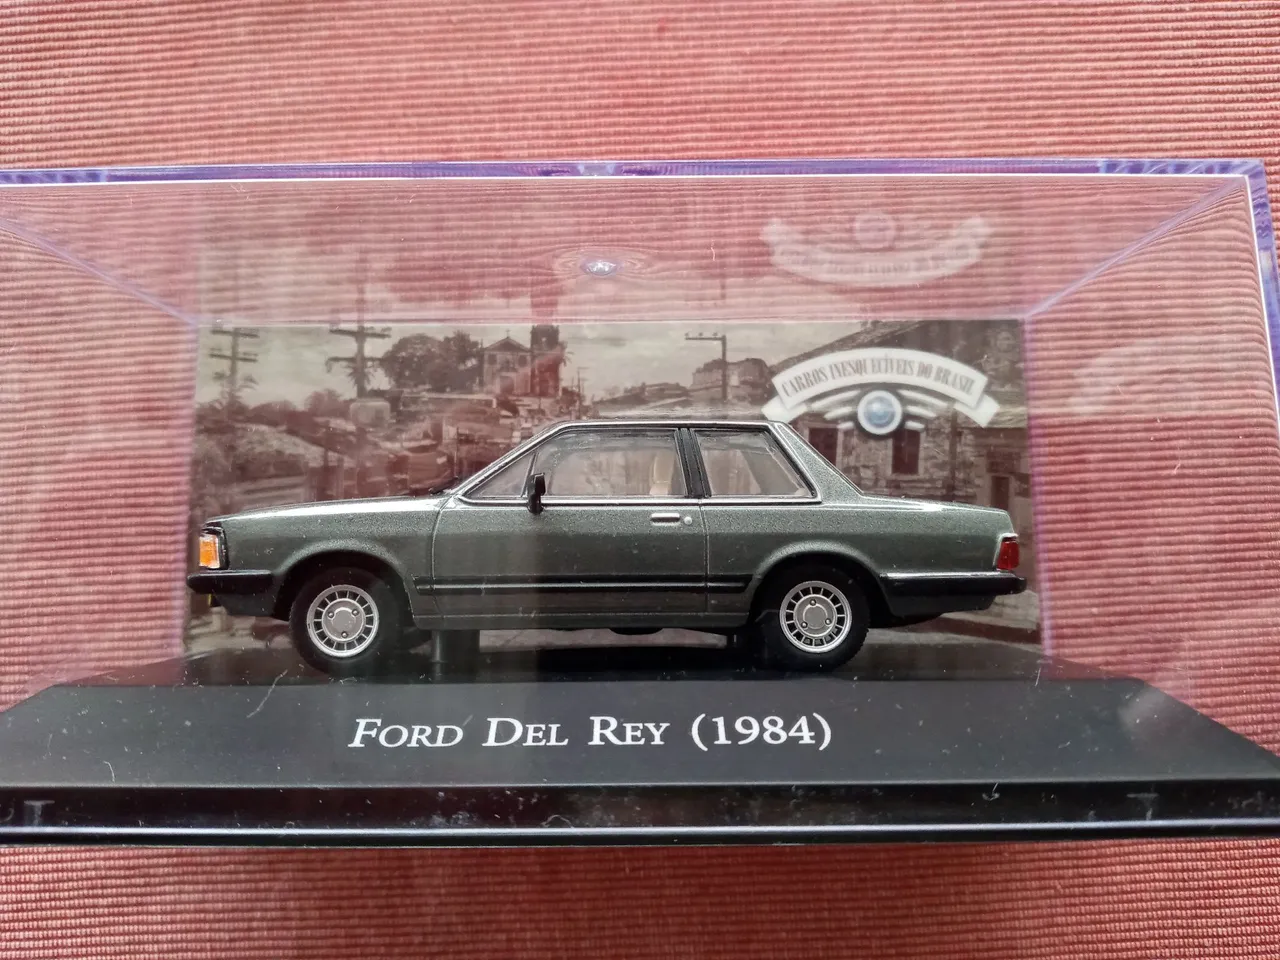 CARROS INESQUECÍVEIS DO BRASIL
FORD DEL REY (1984)